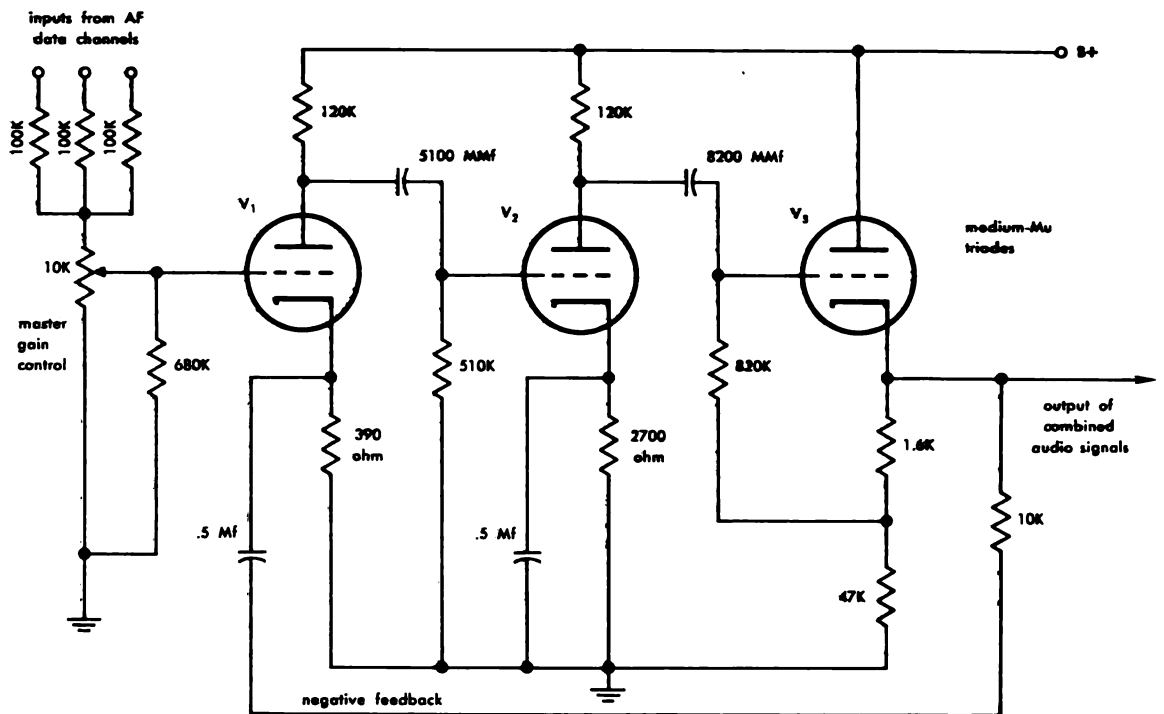 inputs from AF
data channels
B+
100K
100K
100K
120K
120K
5100 MMf
8200 MMf
V1
V2
V3
medium-Mu
triodes
10K
master
gain
control
680K
510K
820K
390
ohm
2700
ohm
1.6K
output of
combined
audio signals
10K
.5 Mf
.5 Mf
47K
negative feedback